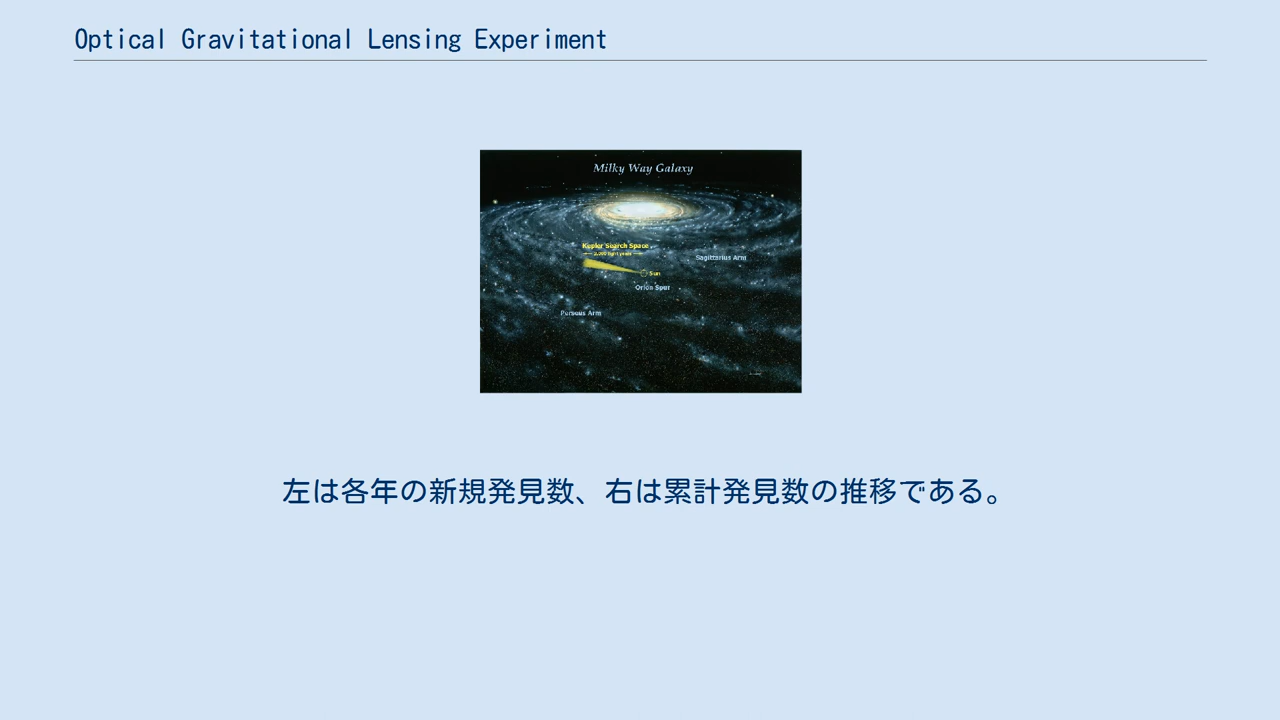 Optical Gravitational Lensing Experiment
Milky Way Galaxy
Kepler Search Space
Sagittarius Arm
Sun
Orion Spur
Perseus Arm
左は各年の新規発見数、右は累計発見数の推移である。